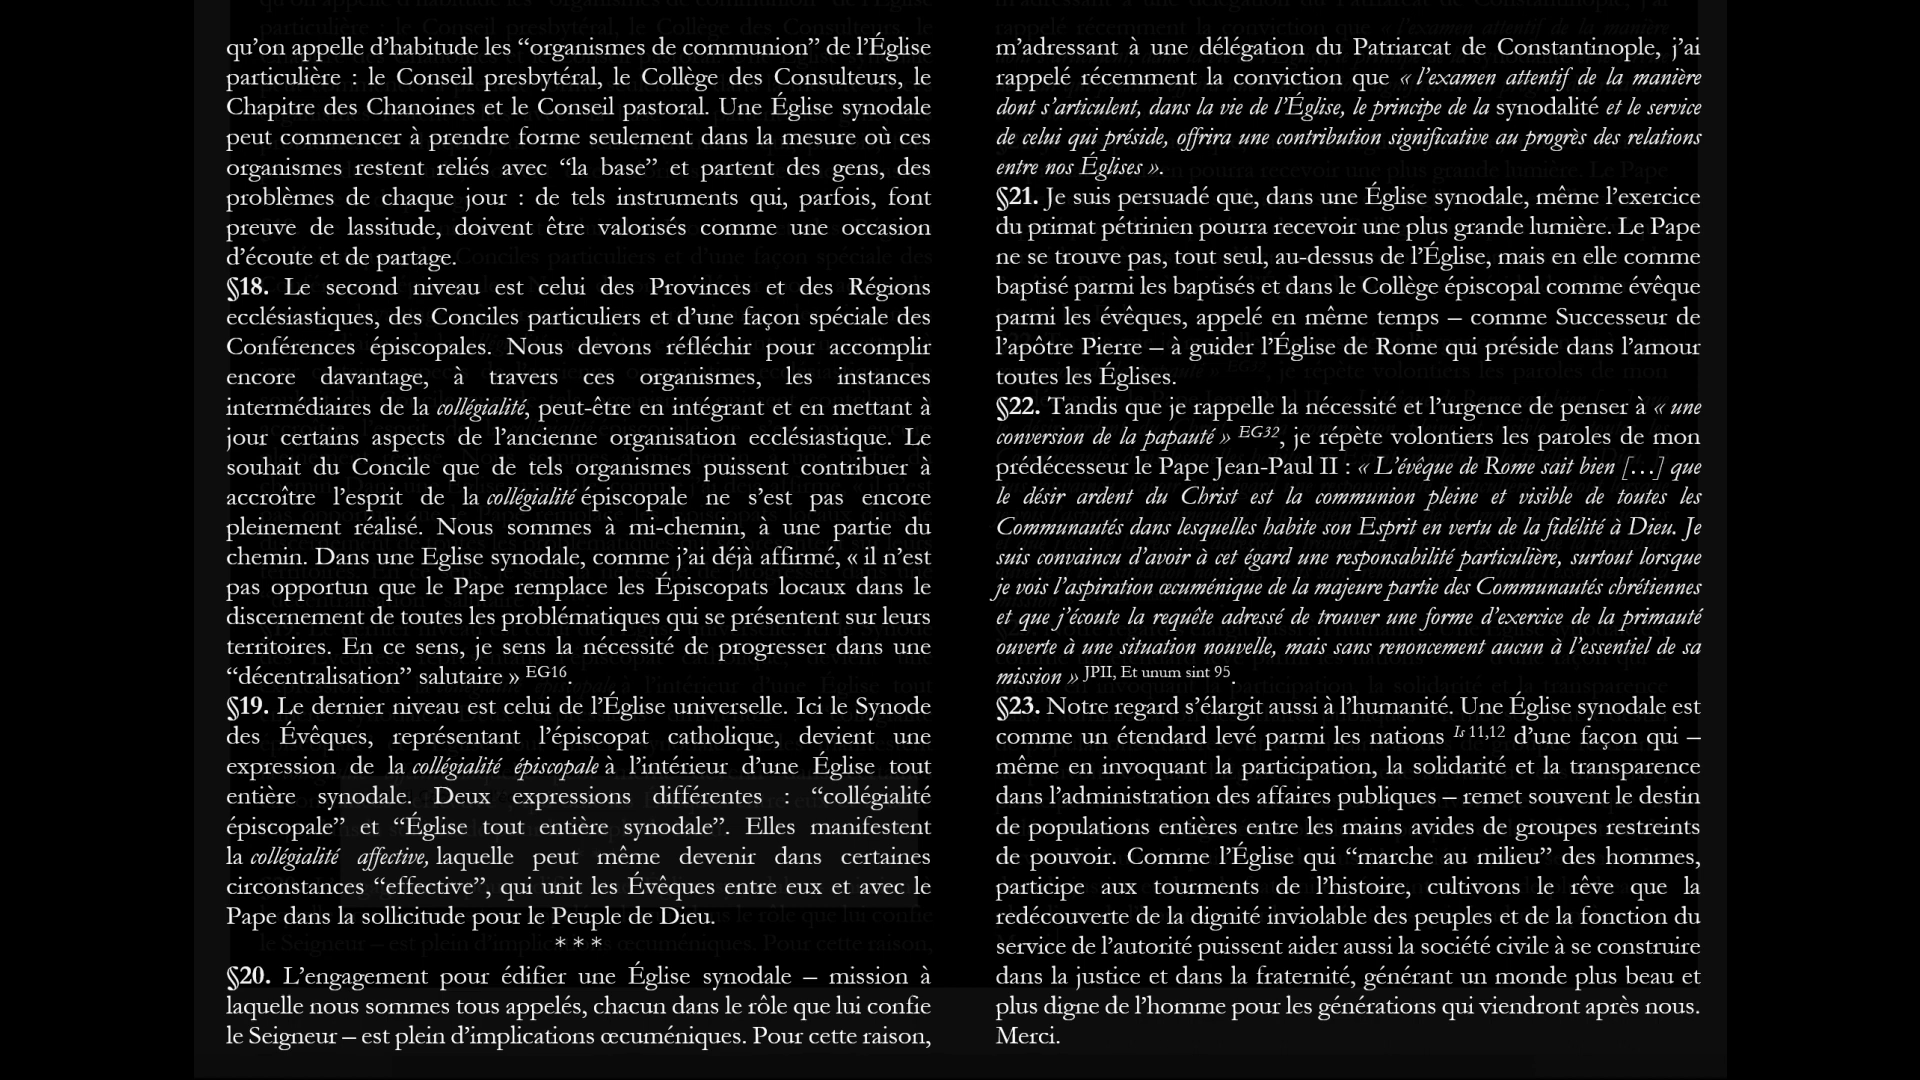 qu’on appelle d’habitude les “organismes de communion” de l’Église
particulière : le Conseil presbytéral, le Collège des Consulteurs, le
Chapitre des Chanoines et le Conseil pastoral. Une Église synodale
peut commencer à prendre forme seulement dans la mesure où ces
organismes restent reliés avec “la base” et partent des gens, des
problèmes de chaque jour : de tels instruments qui, parfois, font
preuve de lassitude, doivent être valorisés comme une occasion
d’écoute et de partage.
§18. Le second niveau est celui des Provinces et des Régions
ecclésiastiques, des Conciles particuliers et d’une façon spéciale des
Conférences épiscopales. Nous devons réfléchir pour accomplir
encore davantage, à travers ces organismes, les instances
intermédiaires de la collégialité, peut-être en intégrant et en mettant à
jour certains aspects de l’ancienne organisation ecclésiastique. Le
souhait du Concile que de tels organismes puissent contribuer à
accroître l’esprit de la collégialité épiscopale ne s’est pas encore
pleinement réalisé. Nous sommes à mi-chemin, à une partie du
chemin. Dans une Eglise synodale, comme j’ai déjà affirmé, « il n’est
pas opportun que le Pape remplace les Épiscopats locaux dans le
discernement de toutes les problématiques qui se présentent sur leurs
territoires. En ce sens, je sens la nécessité de progresser dans une
“décentralisation” salutaire » EG16.
§19. Le dernier niveau est celui de l’Église universelle. Ici le Synode
des Évêques, représentant l’épiscopat catholique, devient une
expression de la collégialité épiscopale à l’intérieur d’une Église tout
entière synodale. Deux expressions différentes : “collégialité
épiscopale” et “Église tout entière synodale”. Elles manifestent
la collégialité affective, laquelle peut même devenir dans certaines
circonstances “effective”, qui unit les Évêques entre eux et avec le
Pape dans la sollicitude pour le Peuple de Dieu.
* * *
§20. L’engagement pour édifier une Église synodale – mission à
laquelle nous sommes tous appelés, chacun dans le rôle que lui confie
le Seigneur – est plein d’implications œcuméniques. Pour cette raison,
m’adressant à une délégation du Patriarcat de Constantinople, j’ai
rappelé récemment la conviction que « l’examen attentif de la manière
dont s’articulent, dans la vie de l’Église, le principe de la synodalité et le service
de celui qui préside, offrira une contribution significative au progrès des relations
entre nos Églises ».
§21. Je suis persuadé que, dans une Église synodale, même l’exercice
du primat pétrinien pourra recevoir une plus grande lumière. Le Pape
ne se trouve pas, tout seul, au-dessus de l’Église, mais en elle comme
baptisé parmi les baptisés et dans le Collège épiscopal comme évêque
parmi les évêques, appelé en même temps – comme Successeur de
l’apôtre Pierre – à guider l’Église de Rome qui préside dans l’amour
toutes les Églises.
§22. Tandis que je rappelle la nécessité et l’urgence de penser à « une
conversion de la papauté » EG32, je répète volontiers les paroles de mon
prédécesseur le Pape Jean-Paul II : « L’évêque de Rome sait bien […] que
le désir ardent du Christ est la communion pleine et visible de toutes les
Communautés dans lesquelles habite son Esprit en vertu de la fidélité à Dieu. Je
suis convaincu d’avoir à cet égard une responsabilité particulière, surtout lorsque
je vois l’aspiration œcuménique de la majeure partie des Communautés chrétiennes
et que j’écoute la requête adressé de trouver une forme d’exercice de la primauté
ouverte à une situation nouvelle, mais sans renoncement aucun à l’essentiel de sa
mission » JPII, Et unum sint 95.
§23. Notre regard s’élargit aussi à l’humanité. Une Église synodale est
comme un étendard levé parmi les nations Is 11,12 d’une façon qui –
même en invoquant la participation, la solidarité et la transparence
dans l’administration des affaires publiques – remet souvent le destin
de populations entières entre les mains avides de groupes restreints
de pouvoir. Comme l’Église qui “marche au milieu” des hommes,
participe aux tourments de l’histoire, cultivons le rêve que la
redécouverte de la dignité inviolable des peuples et de la fonction du
service de l’autorité puissent aider aussi la société civile à se construire
dans la justice et dans la fraternité, générant un monde plus beau et
plus digne de l’homme pour les générations qui viendront après nous.
Merci.